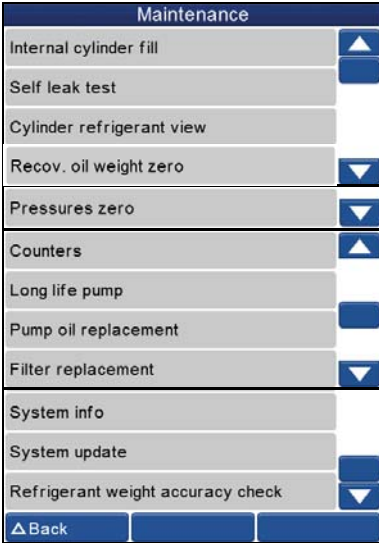 Maintenance
Internal cylinder fill
Self leak test
Cylinder refrigerant view
Recov. oil weight zero
Pressures zero
Counters
Long life pump
Pump oil replacement
Filter replacement
System info
System update
Refrigerant weight accuracy check
Back